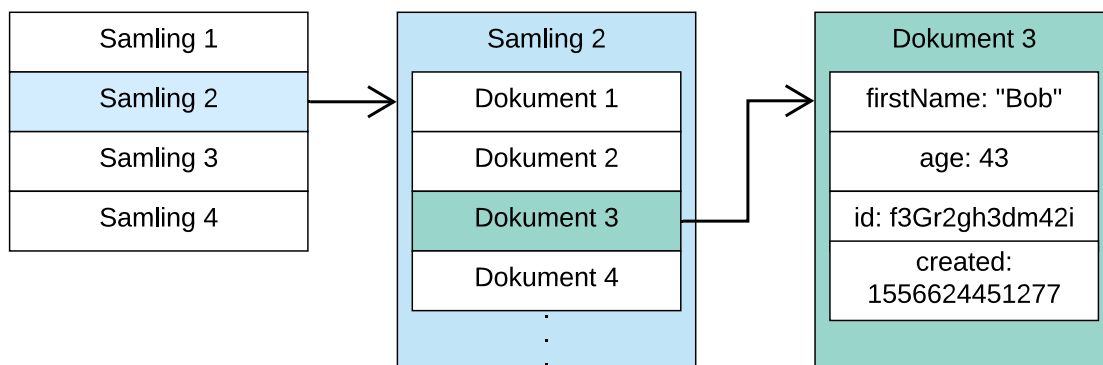 Samling 1
Samling 2
Samling 3
Samling 4
Samling 2
Dokument 1
Dokument 2
Dokument 3
Dokument 4
Dokument 3
firstName: "Bob"
age: 43
id: f3Gr2gh3dm42i
created:
1556624451277